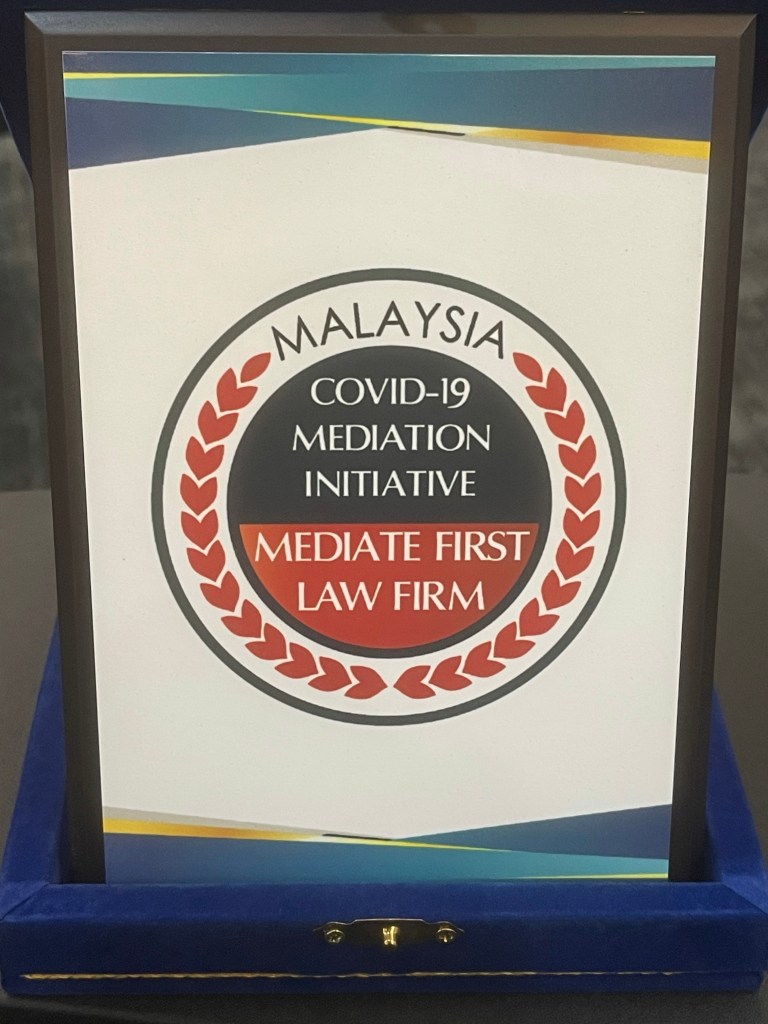 MALAYSIA
COVID-19
MEDIATION
INITIATIVE
MEDIATE FIRST
LAW FIRM